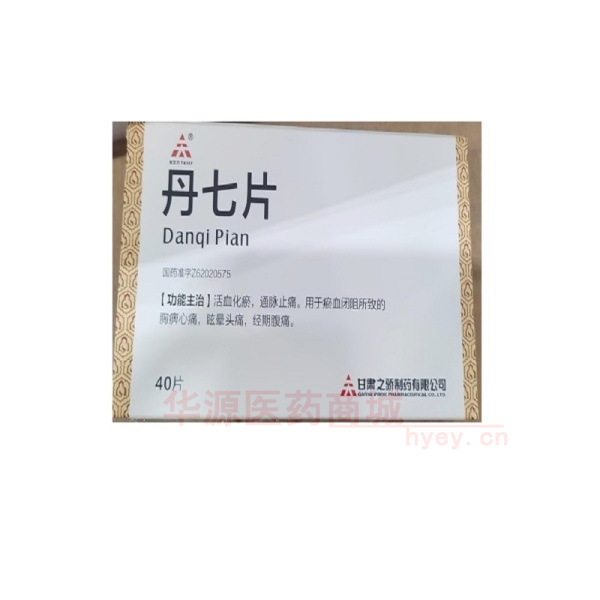 ®
丹七片
Danqi Pian
国药准字Z62020575
【功能主治】活血化瘀，通脉止痛。用于瘀血闭阻所致的
胸痹心痛，眩晕头痛，经期腹痛。
40片
甘肃之骄制药有限公司
华源医药商城
hyey.cn